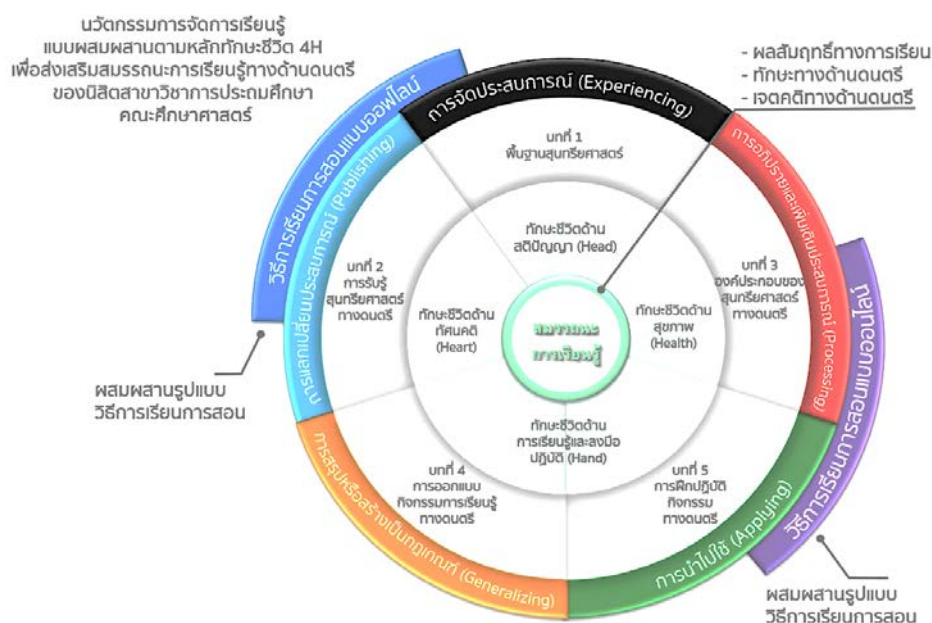 นวัตกรรมการจัดการเรียนรู้
แบบผสมผสานตามหลักทักษะชีวิต 4H
เพื่อส่งเสริมสมรรถนะการเรียนรู้ทางด้านดนตรี
ของนิสิตสาขาวิชาการประถมศึกษา
คณะศึกษาศาสตร์
- ผลสัมฤทธิ์ทางการเรียน
- ทักษะทางด้านดนตรี
- เจตคติทางด้านดนตรี
วิธีการเรียนการสอนแบบออฟไลน์
การจัดประสบการณ์ (Experiencing)
การแลกเปลี่ยนประสบการณ์ (Publishing)
การอภิปรายและเพิ่มเติมประสบการณ์ (Processing)
วิธีการเรียนการสอนแบบออนไลน์
บทที่ 1
พื้นฐานสุนทรียศาสตร์
ทักษะชีวิตด้าน
สติปัญญา (Head)
บทที่ 2
การรับรู้
สุนทรียศาสตร์
ทางดนตรี
บทที่ 3
องค์ประกอบของ
สุนทรียศาสตร์
ทางดนตรี
ทักษะชีวิตด้าน
ทัศนคติ
(Heart)
สมรรถนะ
การเรียนรู้
ทักษะชีวิตด้าน
สุขภาพ
(Health)
ผสมผสานรูปแบบ
วิธีการเรียนการสอน
ทักษะชีวิตด้าน
การเรียนรู้และลงมือ
ปฏิบัติ (Hand)
บทที่ 4
การออกแบบ
กิจกรรมการเรียนรู้
ทางดนตรี
บทที่ 5
การฝึกปฏิบัติ
กิจกรรม
ทางดนตรี
การสรุปหรือสร้างเป็นกฎเกณฑ์ (Generalizing)
การนำไปใช้ (Applying)
ผสมผสานรูปแบบ
วิธีการเรียนการสอน